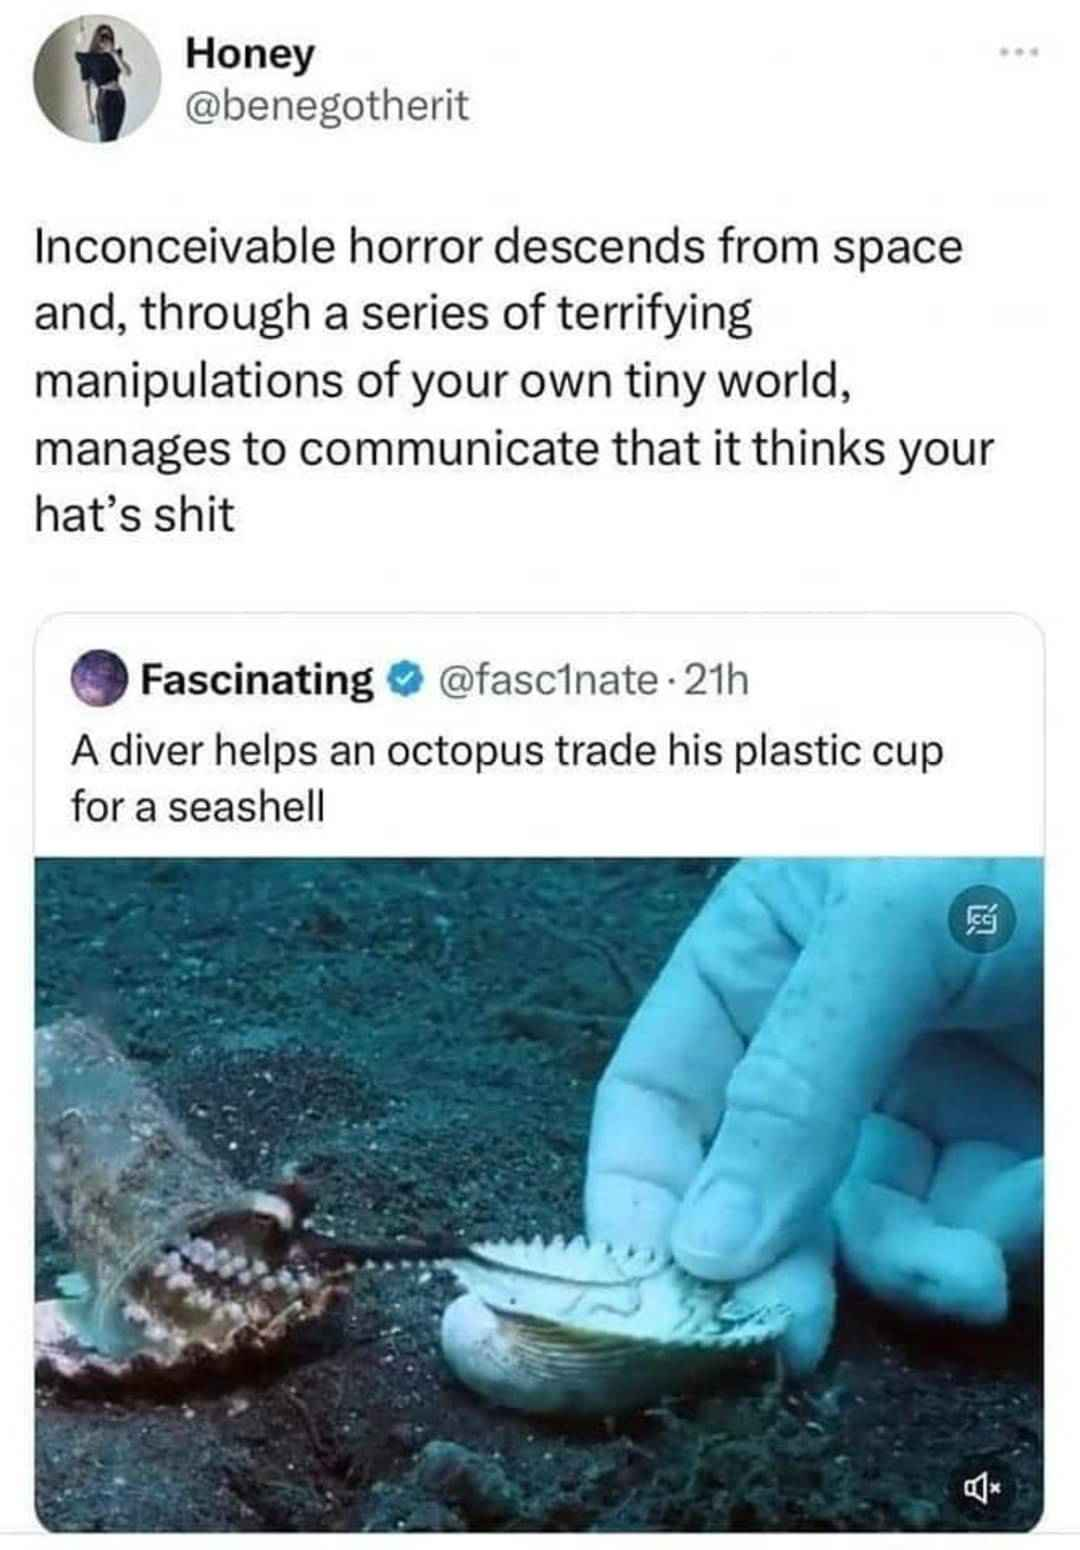 Honey
@benegotherit
Inconceivable horror descends from space
and, through a series of terrifying
manipulations of your own tiny world,
manages to communicate that it thinks your
hat’s shit
Fascinating @fasc1nate · 21h
A diver helps an octopus trade his plastic cup
for a seashell